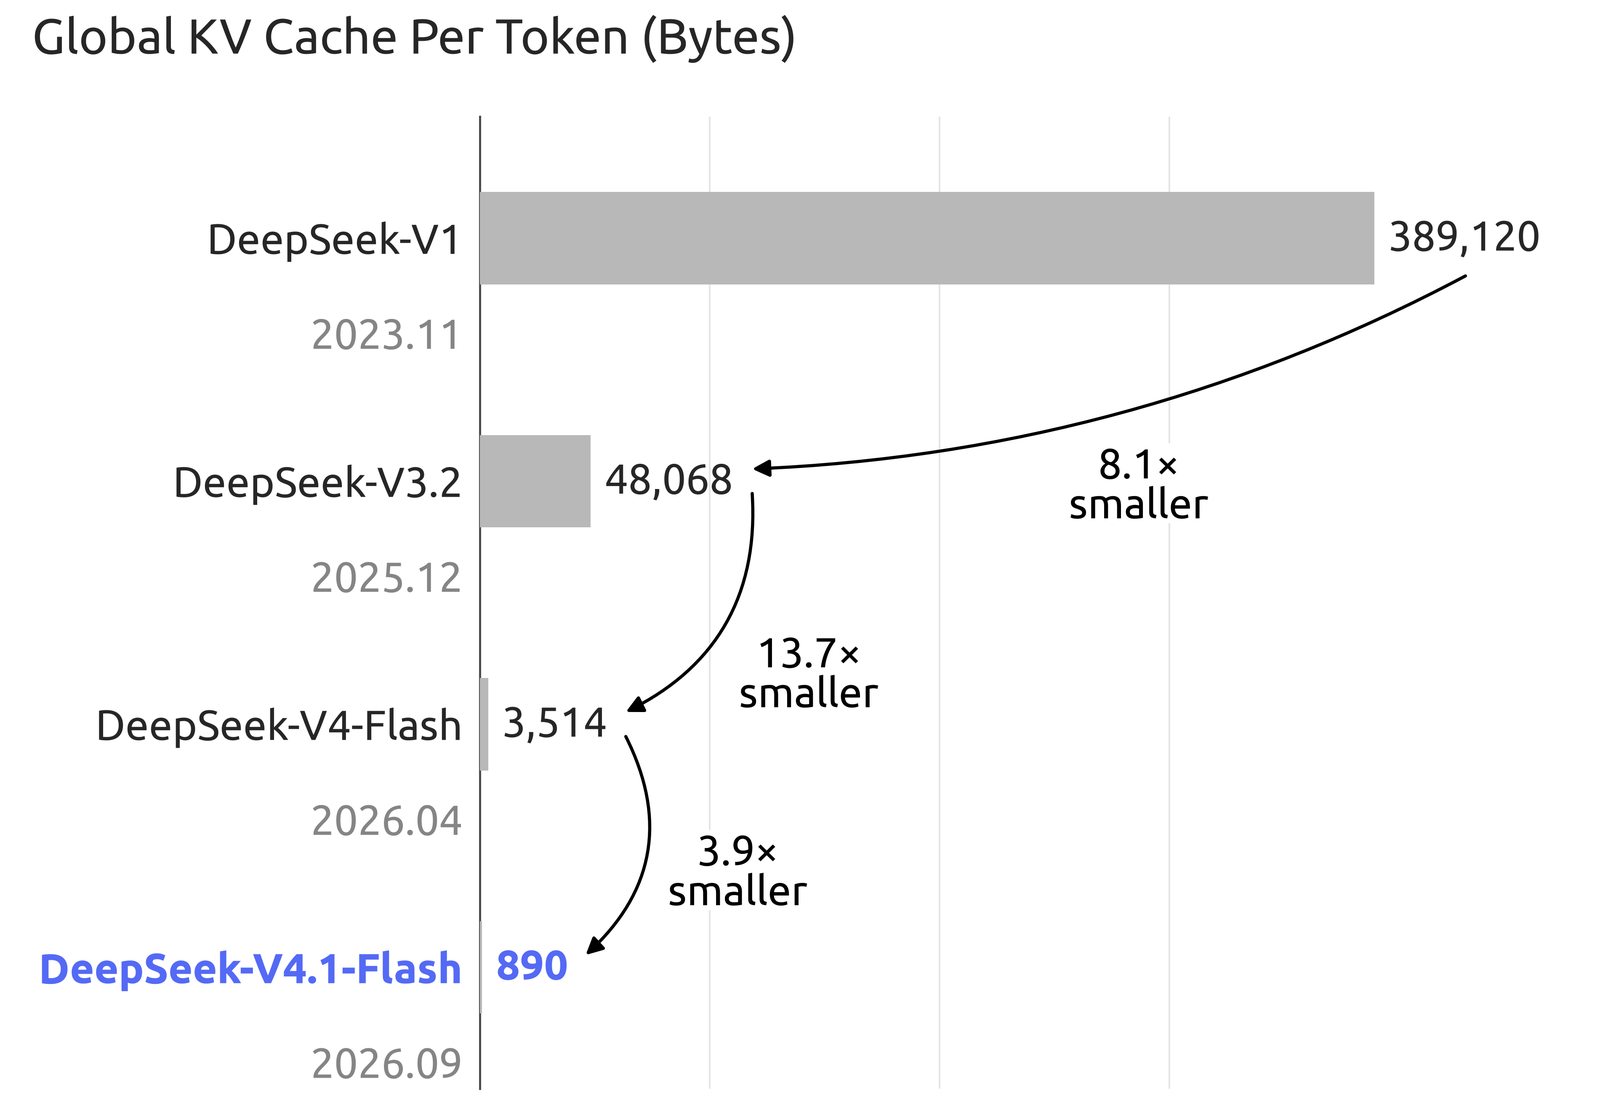 Global KV Cache Per Token (Bytes)
DeepSeek-V1
389,120
2023.11
8.1×
smaller
DeepSeek-V3.2
48,068
2025.12
13.7×
smaller
DeepSeek-V4-Flash
3,514
2026.04
3.9×
smaller
DeepSeek-V4.1-Flash
890
2026.09